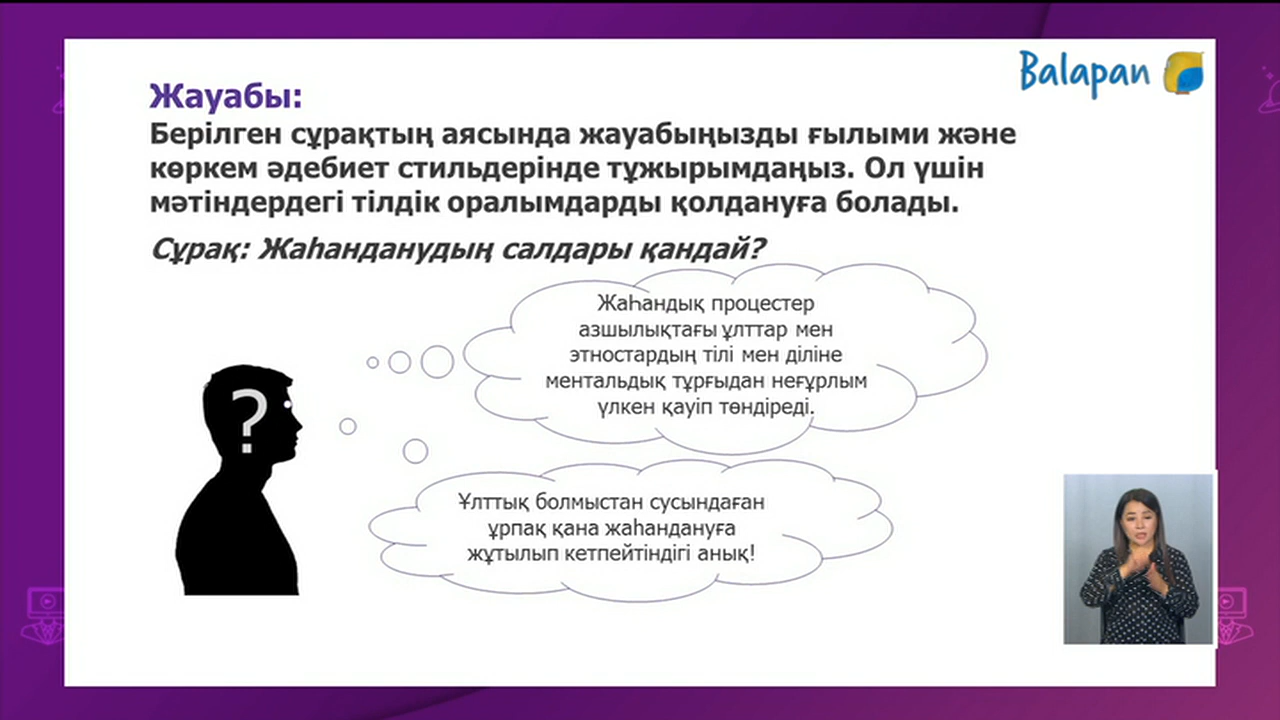 Balapan
Жауабы:
Берілген сұрақтың аясында жауабыңызды ғылыми және
көркем әдебиет стильдерінде тұжырымдаңыз. Ол үшін
мәтіндердегі тілдік оралымдарды қолдануға болады.
Сұрақ: Жаһанданудың салдары қандай?
Жаһандық процестер
азшылықтағы ұлттар мен
этностардың тілі мен діліне
ментальдық тұрғыдан неғұрлым
үлкен қауіп төндіреді.
?
Ұлттық болмыстан сусындаған
ұрпақ қана жаһандануға
жұтылып кетпейтіндігі анық!